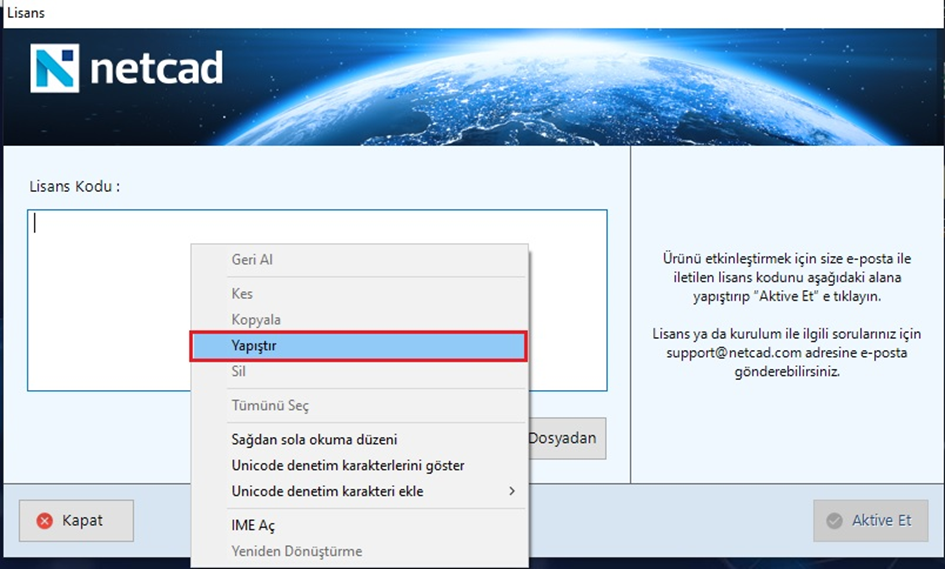 Lisans
netcad
Lisans Kodu :
Geri Al
Kes
Kopyala
Yapıştır
Sil
Tümünü Seç
Sağdan sola okuma düzeni
Unicode denetim karakterlerini göster
Unicode denetim karakteri ekle
IME Aç
Yeniden Dönüştürme
Dosyadan
Ürünü etkinleştirmek için size e-posta ile
iletilen lisans kodunu aşağıdaki alana
yapıştırıp "Aktive Et" e tıklayın.
Lisans ya da kurulum ile ilgili sorularınız için
support@netcad.com adresine e-posta
gönderebilirsiniz.
Kapat
Aktive Et